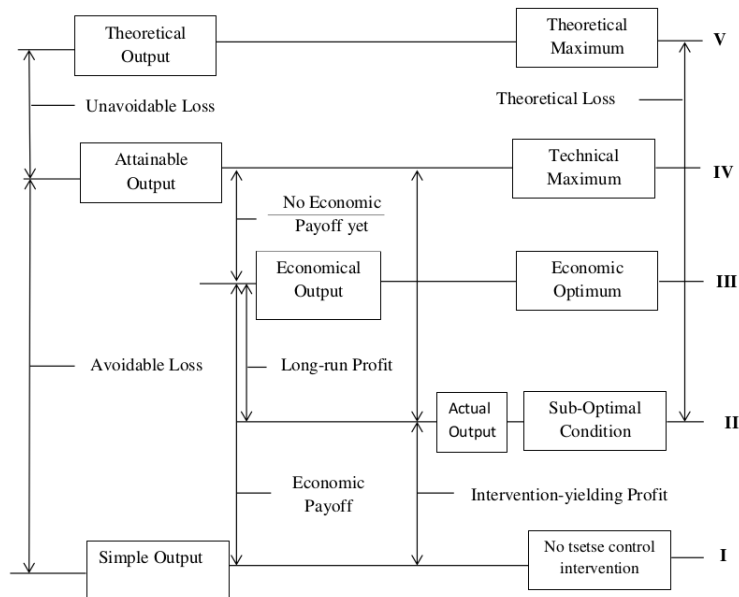 Theoretical
Output
Theoretical
Maximum
V
Unavoidable Loss
Theoretical Loss
Attainable
Output
Technical
Maximum
IV
No Economic
Payoff yet
Economical
Output
Economic
Optimum
III
Avoidable Loss
Long-run Profit
Actual
Output
Sub-Optimal
Condition
II
Economic
Payoff
Intervention-yielding Profit
Simple Output
No tsetse control
intervention
I